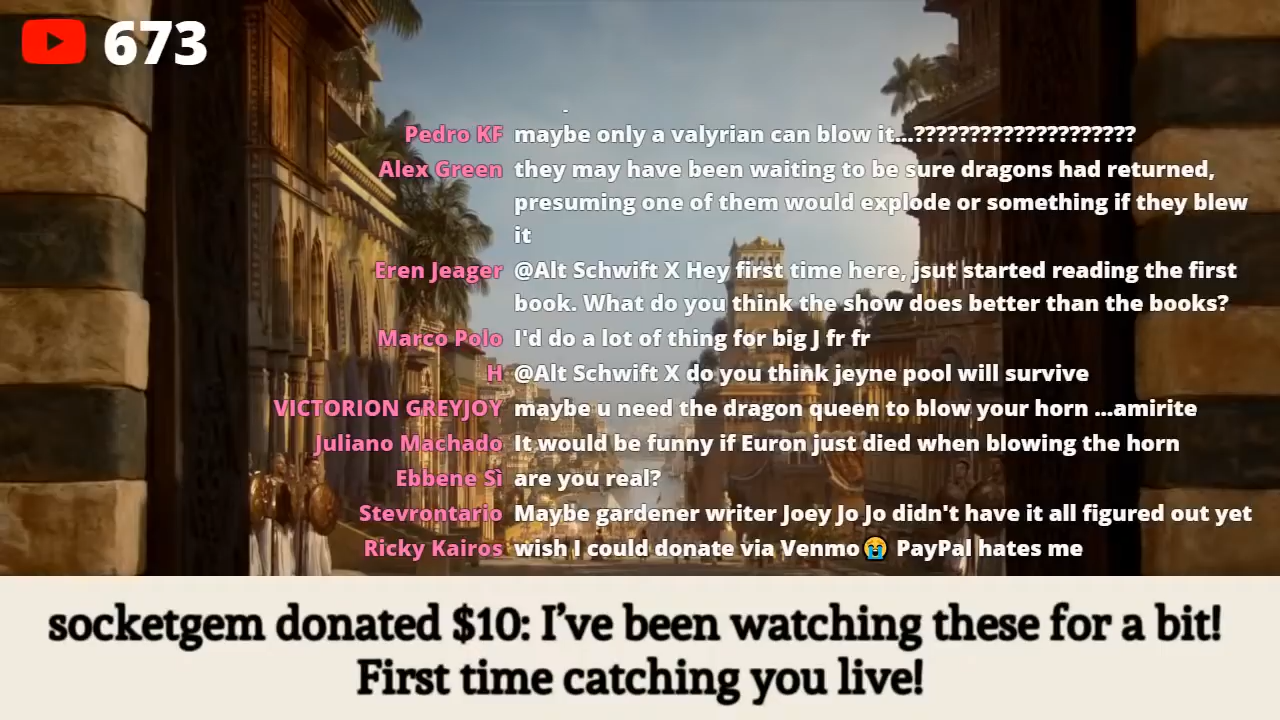 673
Pedro KF maybe only a valyrian can blow it...????????????????????
Alex Green they may have been waiting to be sure dragons had returned,
presuming one of them would explode or something if they blew
it
Eren Jeager @Alt Schwift X Hey first time here, jsut started reading the first
book. What do you think the show does better than the books?
Marco Polo I'd do a lot of thing for big J fr fr
H @Alt Schwift X do you think jeyne pool will survive
VICTORION GREYJOY maybe u need the dragon queen to blow your horn ...amirite
Juliano Machado It would be funny if Euron just died when blowing the horn
Ebbene Sì are you real?
Stevrontario Maybe gardener writer Joey Jo Jo didn't have it all figured out yet
Ricky Kairos wish I could donate via Venmo😭 PayPal hates me
socketgem donated $10: I’ve been watching these for a bit!
First time catching you live!